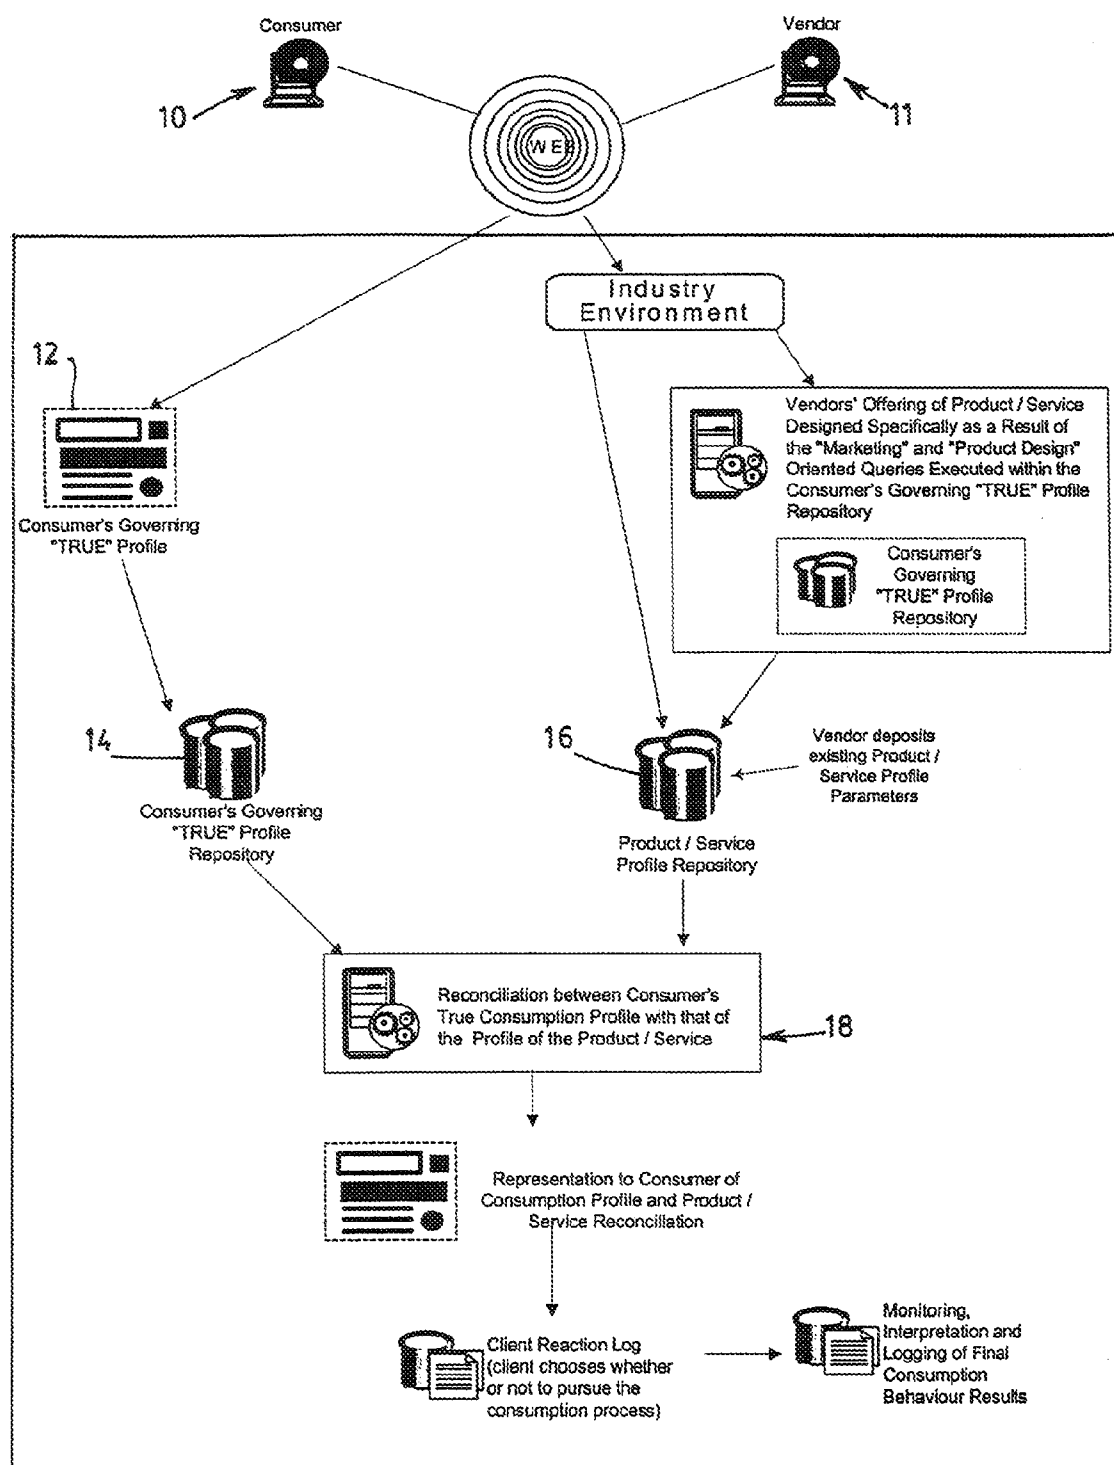 Consumer
Vendor
10
11
WEB
Industry
Environment
12
Consumer's Governing
"TRUE" Profile
Vendors' Offering of Product / Service
Designed Specifically as a Result of
the "Marketing" and "Product Design"
Oriented Queries Executed within the
Consumer's Governing "TRUE" Profile
Repository
Consumer's
Governing
"TRUE" Profile
Repository
14
Consumer's Governing
"TRUE" Profile
Repository
16
Vendor deposits
existing Product /
Service Profile
Parameters
Product / Service
Profile Repository
Reconciliation between Consumer's
True Consumption Profile with that of
the Profile of the Product / Service
18
Representation to Consumer of
Consumption Profile and Product /
Service Reconciliation
Client Reaction Log
(client chooses whether
or not to pursue the
consumption process)
Monitoring,
Interpretation and
Logging of Final
Consumption
Behaviour Results